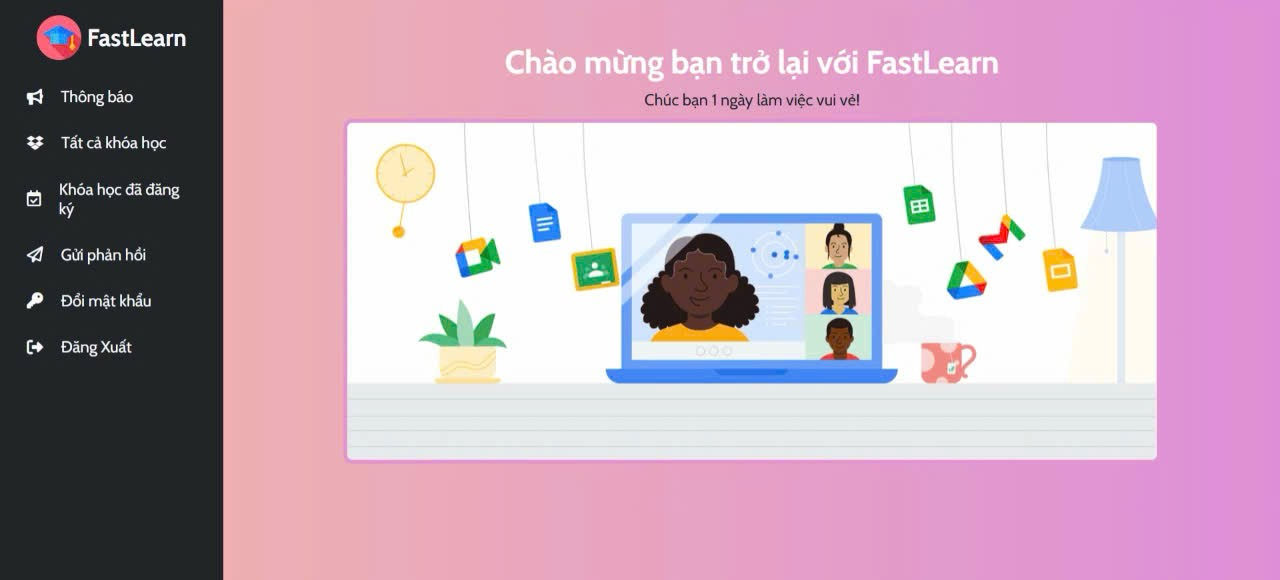 FastLearn
Thông báo
Tất cả khóa học
Khóa học đã đăng
ký
Gửi phản hồi
Đổi mật khẩu
Đăng Xuất
Chào mừng bạn trở lại với FastLearn
Chúc bạn 1 ngày làm việc vui vẻ!